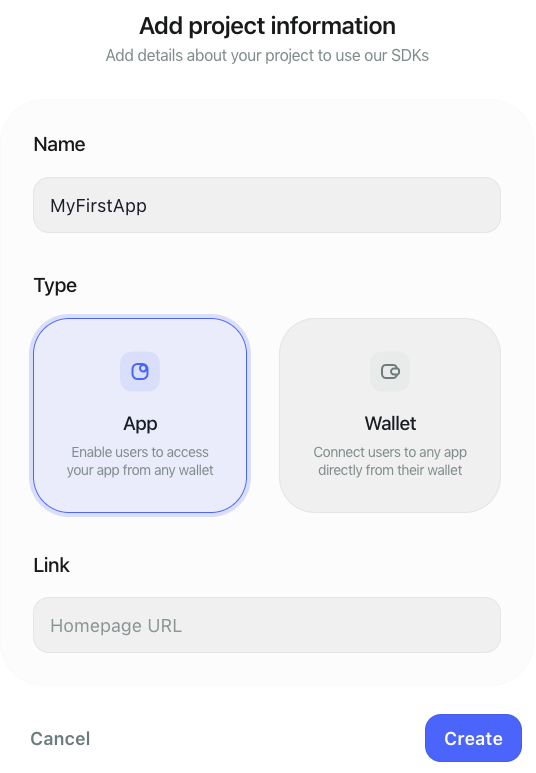 Add project information
Add details about your project to use our SDKs
Name
MyFirstApp
Type
App
Enable users to access
your app from any wallet
Wallet
Connect users to any app
directly from their wallet
Link
Homepage URL
Cancel
Create